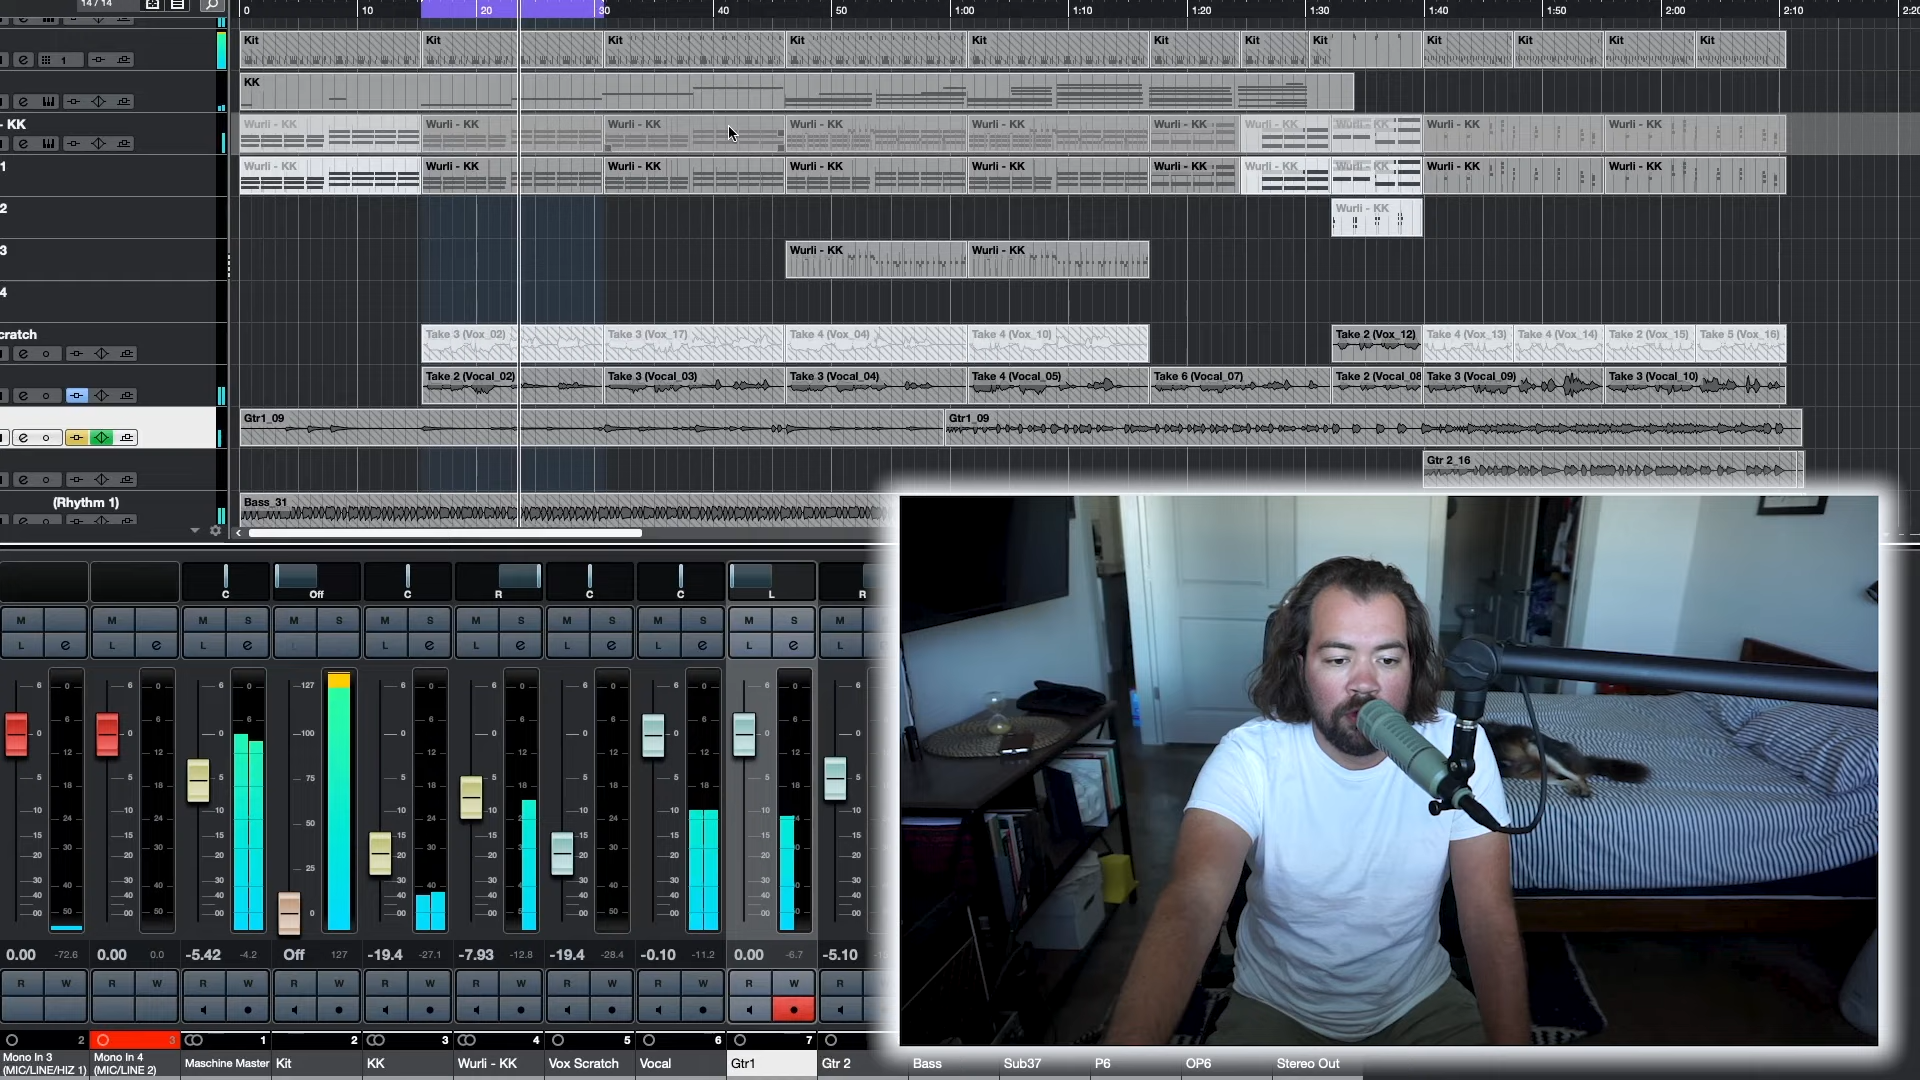 14 / 14
0 10 20 30 40 50 1:00 1:10 1:20 1:30 1:40 1:50 2:00 2:10 2:20
Kit Kit Kit Kit Kit Kit Kit Kit Kit Kit Kit Kit
1
KK
- KK
Wurli - KK Wurli - KK Wurli - KK Wurli - KK Wurli - KK Wurli - KK Wurli - KK Wurli - KK Wurli - KK Wurli - KK
1
Wurli - KK Wurli - KK Wurli - KK Wurli - KK Wurli - KK Wurli - KK Wurli - KK Wurli - KK Wurli - KK Wurli - KK
2
Wurli - KK
3
Wurli - KK Wurli - KK
4
cratch
Take 3 (Vox_02) Take 3 (Vox_17) Take 4 (Vox_04) Take 4 (Vox_10) Take 2 (Vox_12) Take 4 (Vox_13) Take 4 (Vox_14) Take 2 (Vox_15) Take 5 (Vox_16)
Take 2 (Vocal_02) Take 3 (Vocal_03) Take 3 (Vocal_04) Take 4 (Vocal_05) Take 6 (Vocal_07) Take 2 (Vocal_08 Take 3 (Vocal_09) Take 3 (Vocal_10)
Gtr1_09 Gtr1_09
Gtr 2_16
(Rhythm 1)
Bass_31
C Off C R C C L R
M M M S M S M S M S M S M S M S M
L L L L L L L L
0.00 -72.6 0.00 0.0 -5.42 -4.2 Off 127 -19.4 -27.1 -7.93 -12.8 -19.4 -28.4 -0.10 -11.2 0.00 -6.7 -5.10
R W R W R W R W R W R W R W R W R W R
2 3 1 2 3 4 5 6 7
Mono In 3
(MIC/LINE/HIZ 1)
Mono In 4
(MIC/LINE 2)
Maschine Master
Kit
KK
Wurli - KK
Vox Scratch
Vocal
Gtr1
Gtr 2
Bass
Sub37
P6
OP6
Stereo Out